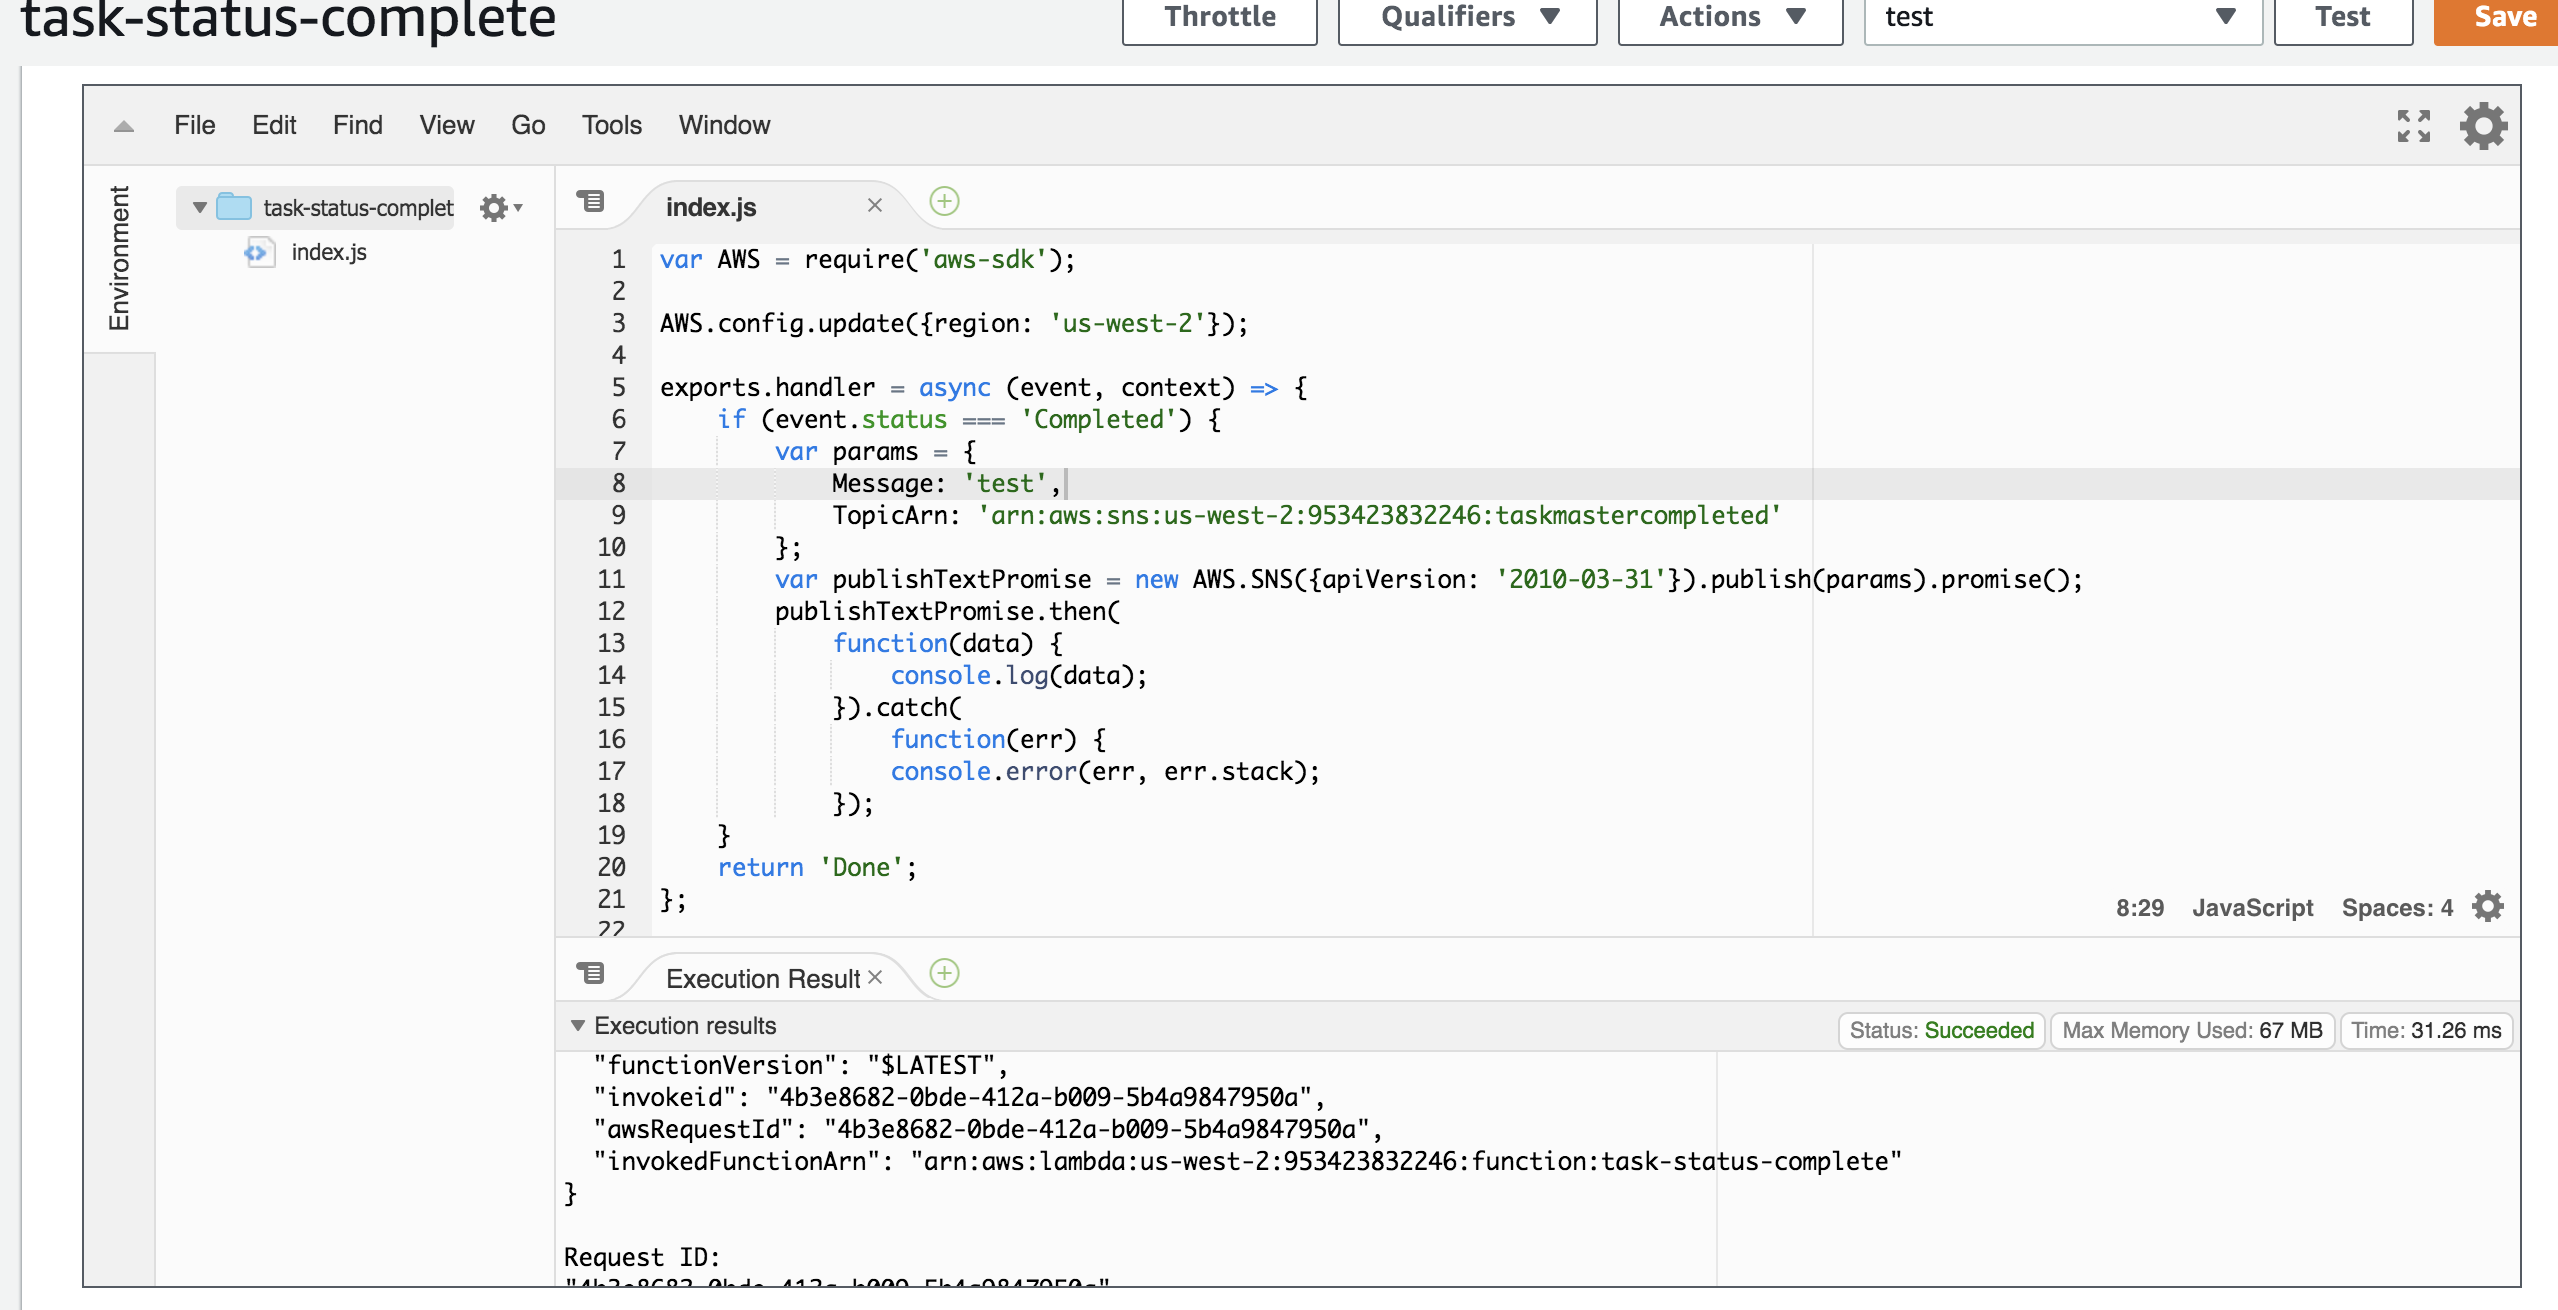 task-status-complete
Throttle
Qualifiers
Actions
test
Test
Save
File Edit Find View Go Tools Window
Environment
task-status-complet
index.js
index.js
1 var AWS = require('aws-sdk');
2
3 AWS.config.update({region: 'us-west-2'});
4
5 exports.handler = async (event, context) => {
6 if (event.status === 'Completed') {
7 var params = {
8 Message: 'test',
9 TopicArn: 'arn:aws:sns:us-west-2:953423832246:taskmastercompleted'
10 };
11 var publishTextPromise = new AWS.SNS({apiVersion: '2010-03-31'}).publish(params).promise();
12 publishTextPromise.then(
13 function(data) {
14 console.log(data);
15 }).catch(
16 function(err) {
17 console.error(err, err.stack);
18 });
19 }
20 return 'Done';
21 };
22
8:29 JavaScript Spaces: 4
Execution Result
Execution results
Status: Succeeded
Max Memory Used: 67 MB
Time: 31.26 ms
"functionVersion": "$LATEST",
"invokeid": "4b3e8682-0bde-412a-b009-5b4a9847950a",
"awsRequestId": "4b3e8682-0bde-412a-b009-5b4a9847950a",
"invokedFunctionArn": "arn:aws:lambda:us-west-2:953423832246:function:task-status-complete"
}
Request ID:
"4b3e8682-0bde-412a-b009-5b4a9847950a"